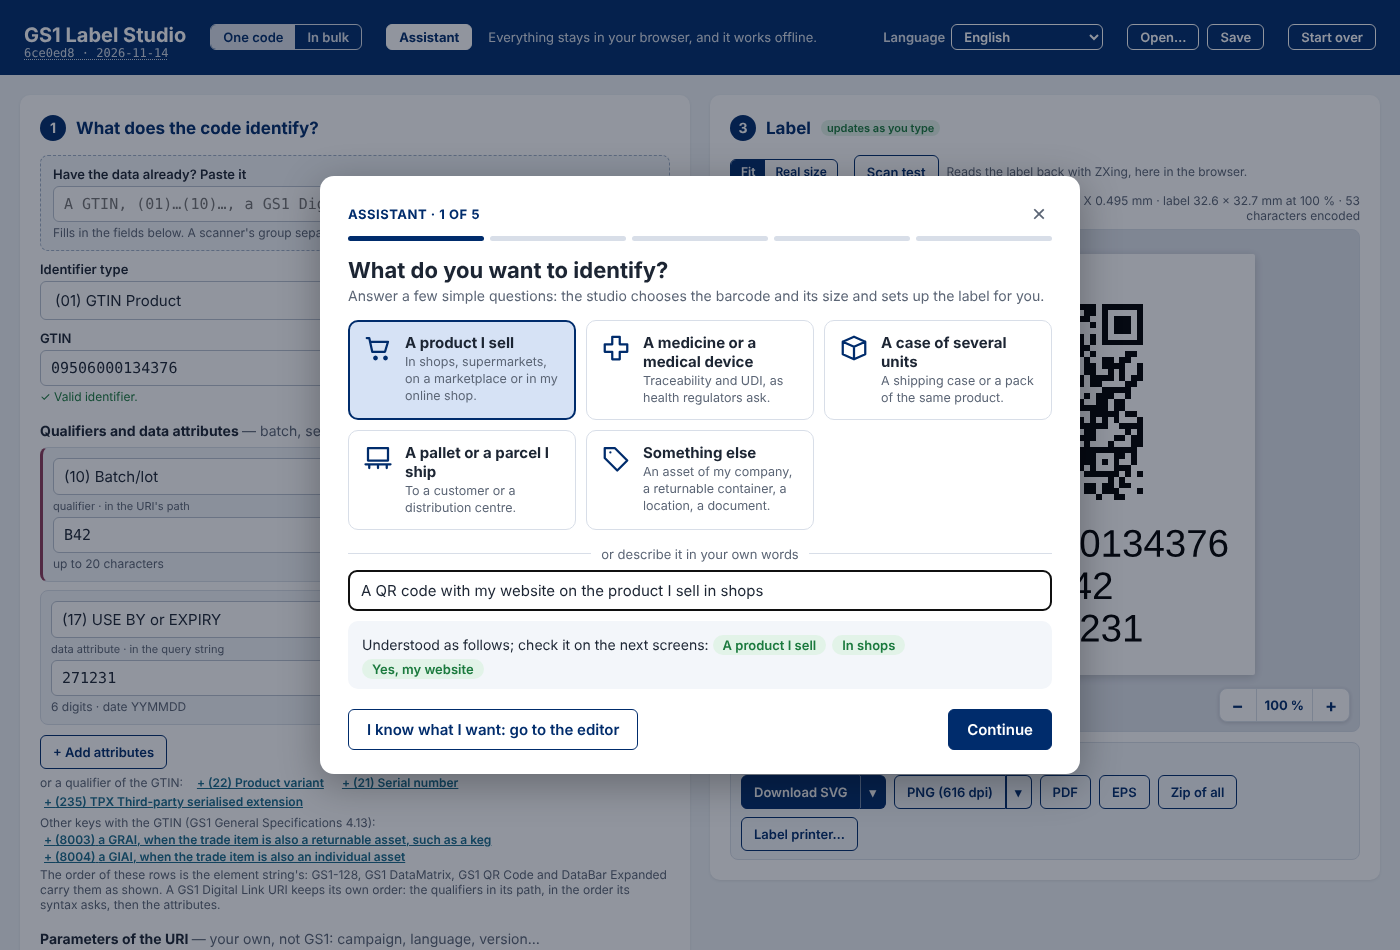 GS1 Label Studio
6ce0ed8 · 2026-11-14
One code
In bulk
Assistant
Everything stays in your browser, and it works offline.
Language
English
Open...
Save
Start over
1 What does the code identify?
Have the data already? Paste it
A GTIN, (01)…(10)…, a GS1 Dig
Fills in the fields below. A scanner's group sepa
Identifier type
(01) GTIN Product
GTIN
09506000134376
✓ Valid identifier.
Qualifiers and data attributes — batch, se
(10) Batch/lot
qualifier · in the URI's path
B42
up to 20 characters
(17) USE BY or EXPIRY
data attribute · in the query string
271231
6 digits · date YYMMDD
+ Add attributes
or a qualifier of the GTIN: + (22) Product variant + (21) Serial number
+ (235) TPX Third-party serialised extension
Other keys with the GTIN (GS1 General Specifications 4.13):
+ (8003) a GRAI, when the trade item is also a returnable asset, such as a keg
+ (8004) a GIAI, when the trade item is also an individual asset
The order of these rows is the element string's: GS1-128, GS1 DataMatrix, GS1 QR Code and DataBar Expanded
carry them as shown. A GS1 Digital Link URI keeps its own order: the qualifiers in its path, in the order its
syntax asks, then the attributes.
Parameters of the URI — your own, not GS1: campaign, language, version...
ASSISTANT · 1 OF 5
×
What do you want to identify?
Answer a few simple questions: the studio chooses the barcode and its size and sets up the label for you.
A product I sell
In shops, supermarkets,
on a marketplace or in my
online shop.
A medicine or a
medical device
Traceability and UDI, as
health regulators ask.
A case of several
units
A shipping case or a pack
of the same product.
A pallet or a parcel I
ship
To a customer or a
distribution centre.
Something else
An asset of my company,
a returnable container, a
location, a document.
or describe it in your own words
A QR code with my website on the product I sell in shops
Understood as follows; check it on the next screens: A product I sell In shops
Yes, my website
I know what I want: go to the editor
Continue
3 Label updates as you type
Fit
Real size
Scan test
Reads the label back with ZXing, here in the browser.
X 0.495 mm · label 32.6 × 32.7 mm at 100 % · 53
characters encoded
0134376
42
231
− 100 % +
Download SVG ▾
PNG (616 dpi) ▾
PDF
EPS
Zip of all
Label printer...